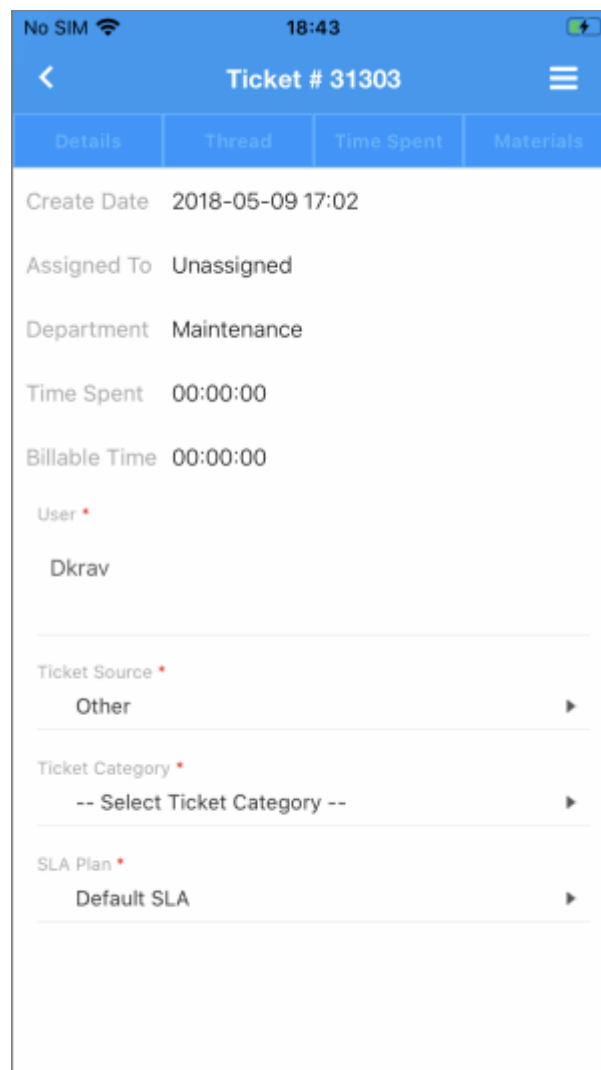 No SIM 18:43
Ticket # 31303
Details Thread Time Spent Materials
Create Date 2018-05-09 17:02
Assigned To Unassigned
Department Maintenance
Time Spent 00:00:00
Billable Time 00:00:00
User *
Dkrav
Ticket Source *
Other
Ticket Category *
-- Select Ticket Category --
SLA Plan *
Default SLA